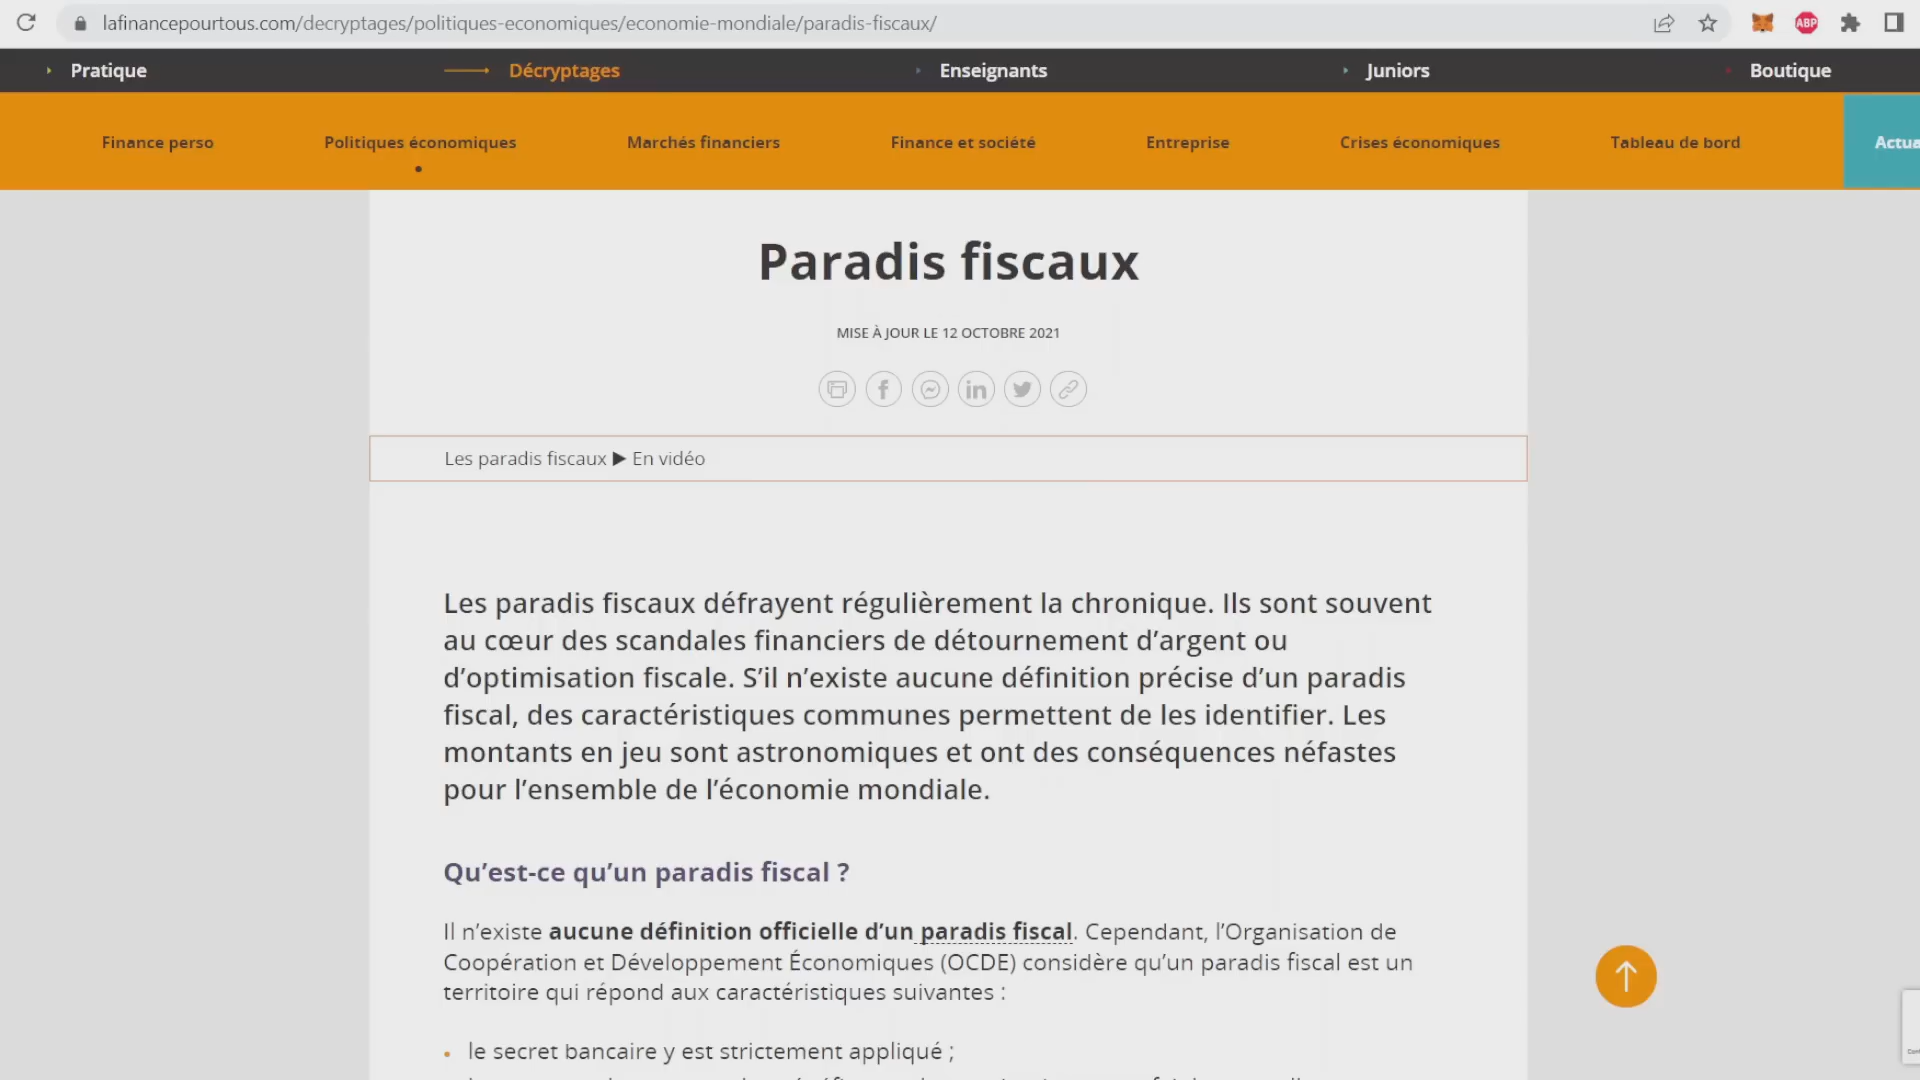 lafinancepourtous.com/decryptages/politiques-economiques/economie-mondiale/paradis-fiscaux/
ABP
Pratique
Décryptages
Enseignants
Juniors
Boutique
Finance perso
Politiques économiques
Marchés financiers
Finance et société
Entreprise
Crises économiques
Tableau de bord
Actua
Paradis fiscaux
MISE À JOUR LE 12 OCTOBRE 2021
Les paradis fiscaux ▶ En vidéo
Les paradis fiscaux défrayent régulièrement la chronique. Ils sont souvent
au cœur des scandales financiers de détournement d’argent ou
d’optimisation fiscale. S’il n’existe aucune définition précise d’un paradis
fiscal, des caractéristiques communes permettent de les identifier. Les
montants en jeu sont astronomiques et ont des conséquences néfastes
pour l’ensemble de l’économie mondiale.
Qu’est-ce qu’un paradis fiscal ?
Il n’existe aucune définition officielle d’un paradis fiscal. Cependant, l’Organisation de
Coopération et Développement Économiques (OCDE) considère qu’un paradis fiscal est un
territoire qui répond aux caractéristiques suivantes :
• le secret bancaire y est strictement appliqué ;